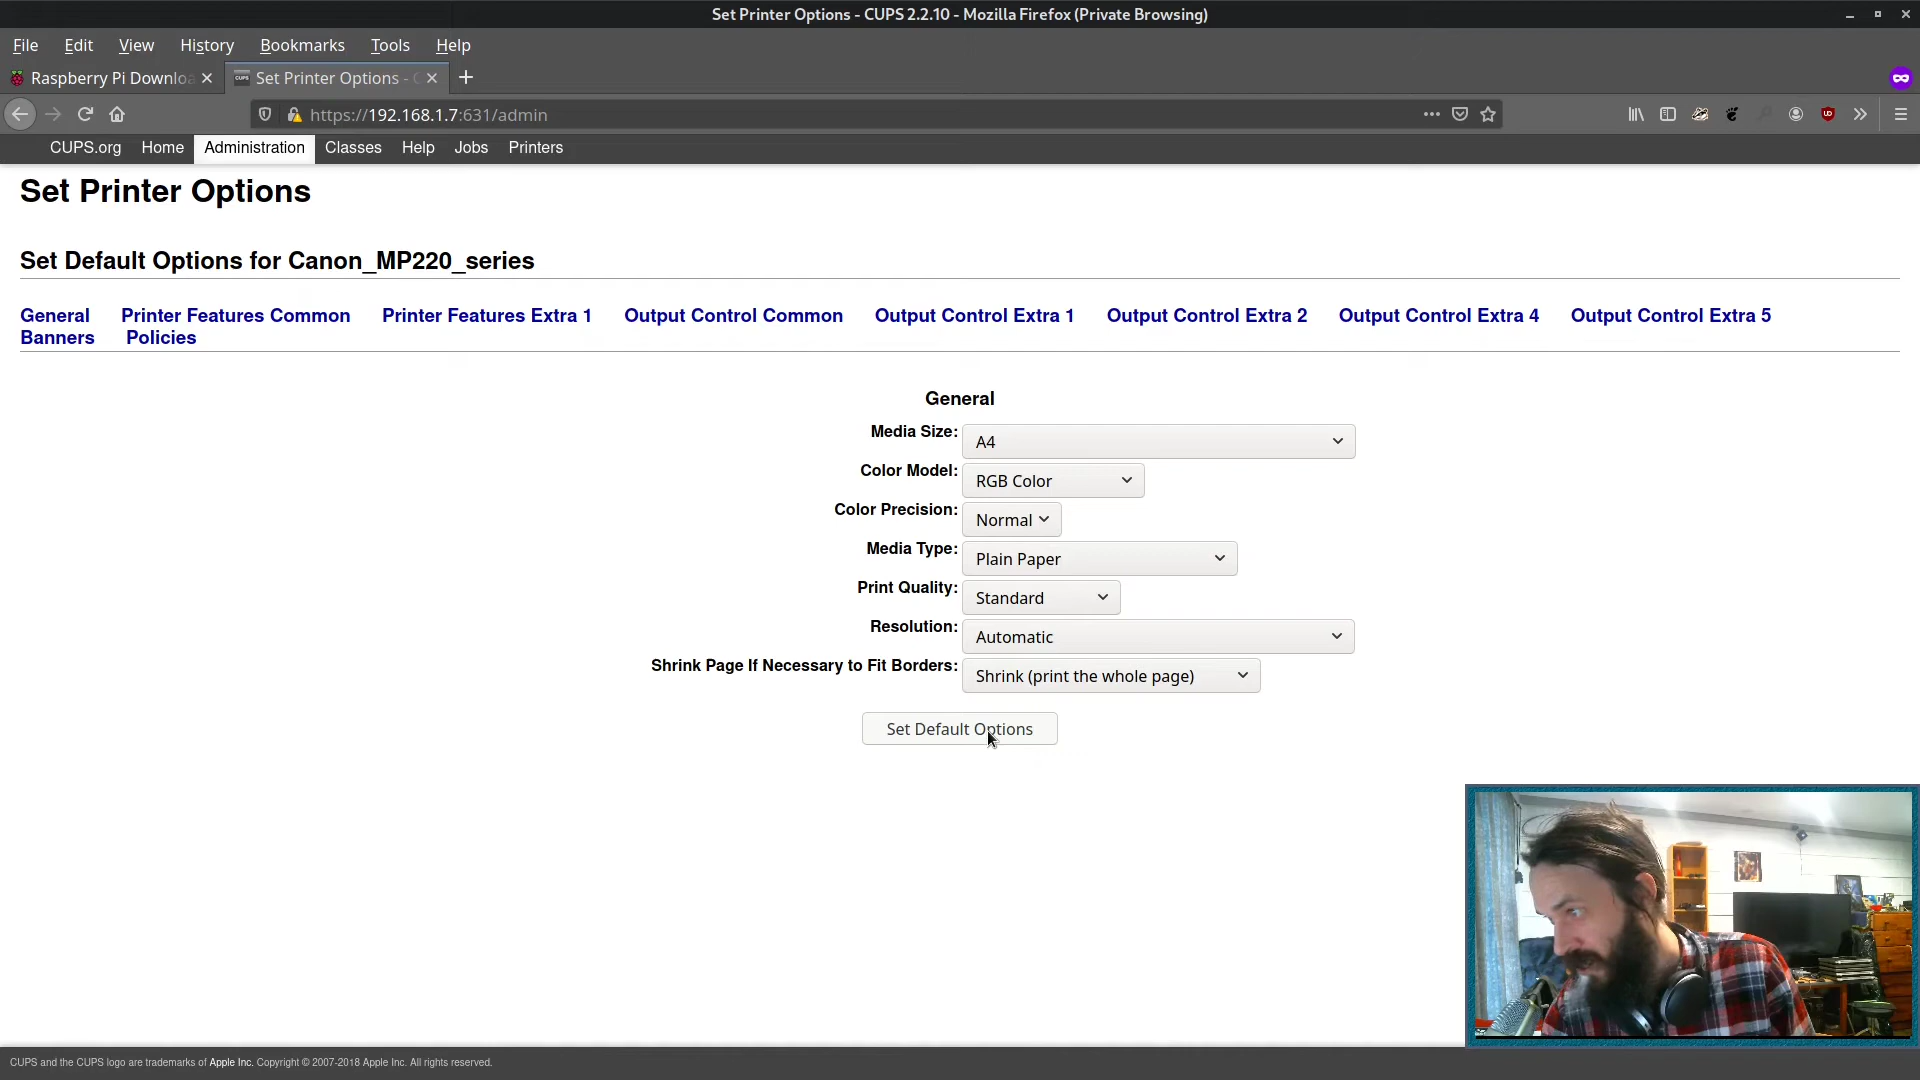 Set Printer Options - CUPS 2.2.10 - Mozilla Firefox (Private Browsing)
File Edit View History Bookmarks Tools Help
Raspberry Pi Downloa Set Printer Options - C
https://192.168.1.7:631/admin
CUPS.org Home Administration Classes Help Jobs Printers
Set Printer Options
Set Default Options for Canon_MP220_series
General Printer Features Common Printer Features Extra 1 Output Control Common Output Control Extra 1 Output Control Extra 2 Output Control Extra 4 Output Control Extra 5
Banners Policies
General
Media Size: A4
Color Model: RGB Color
Color Precision: Normal
Media Type: Plain Paper
Print Quality: Standard
Resolution: Automatic
Shrink Page If Necessary to Fit Borders: Shrink (print the whole page)
Set Default Options
CUPS and the CUPS logo are trademarks of Apple Inc. Copyright © 2007-2018 Apple Inc. All rights reserved.